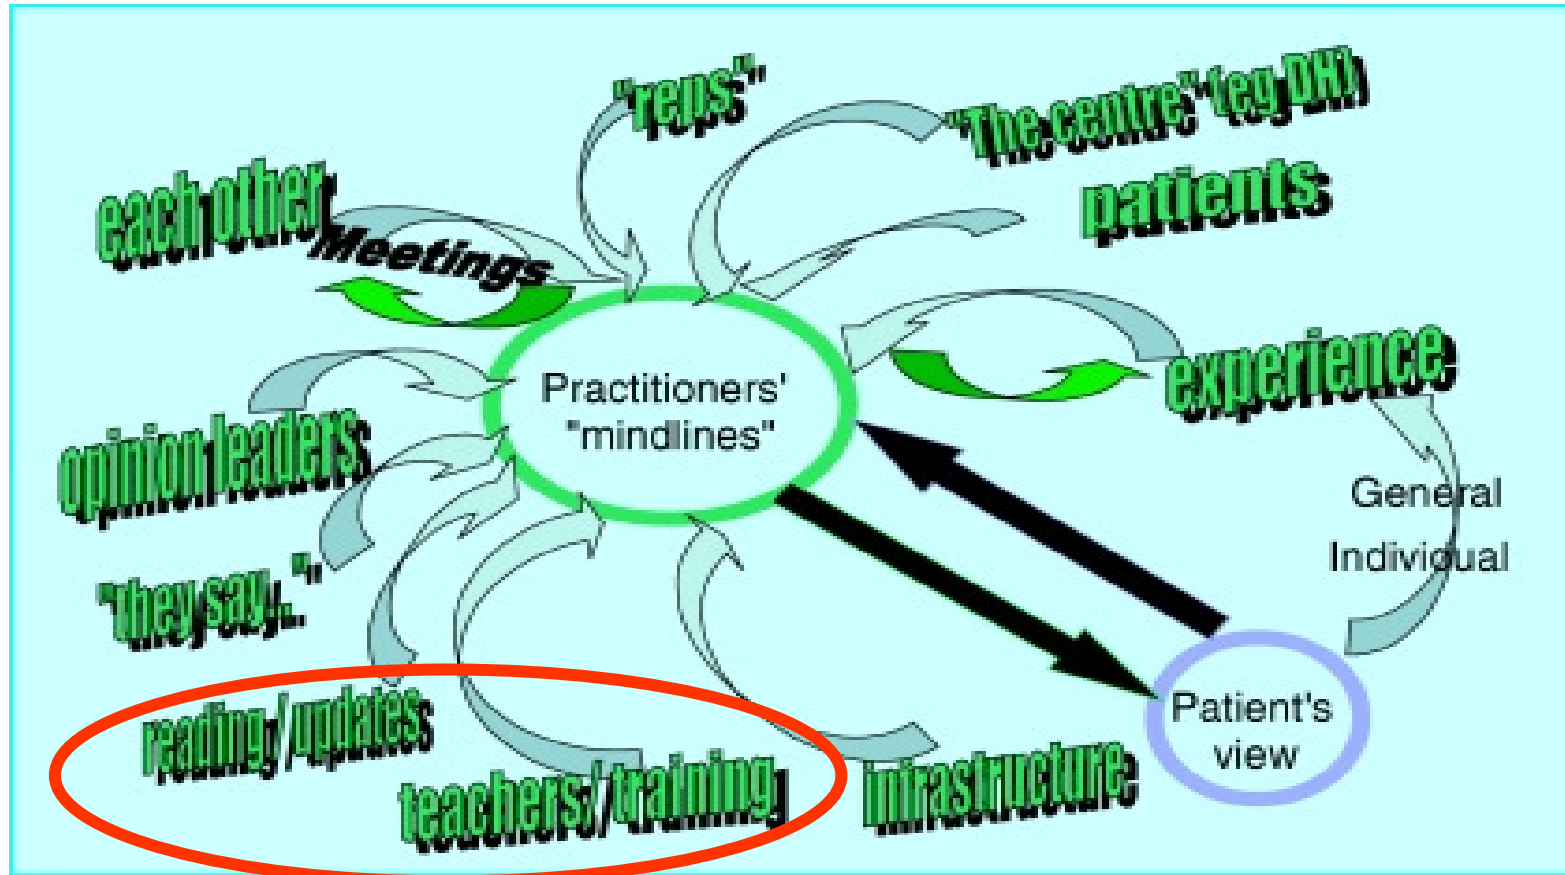 "reps"
"The centre" (eg DH)
each other
patients
Meetings
experience
Practitioners'
"mindlines"
opinion leaders
General
Individual
"they say..."
reading / updates
teachers / training
infrastructure
Patient's
view